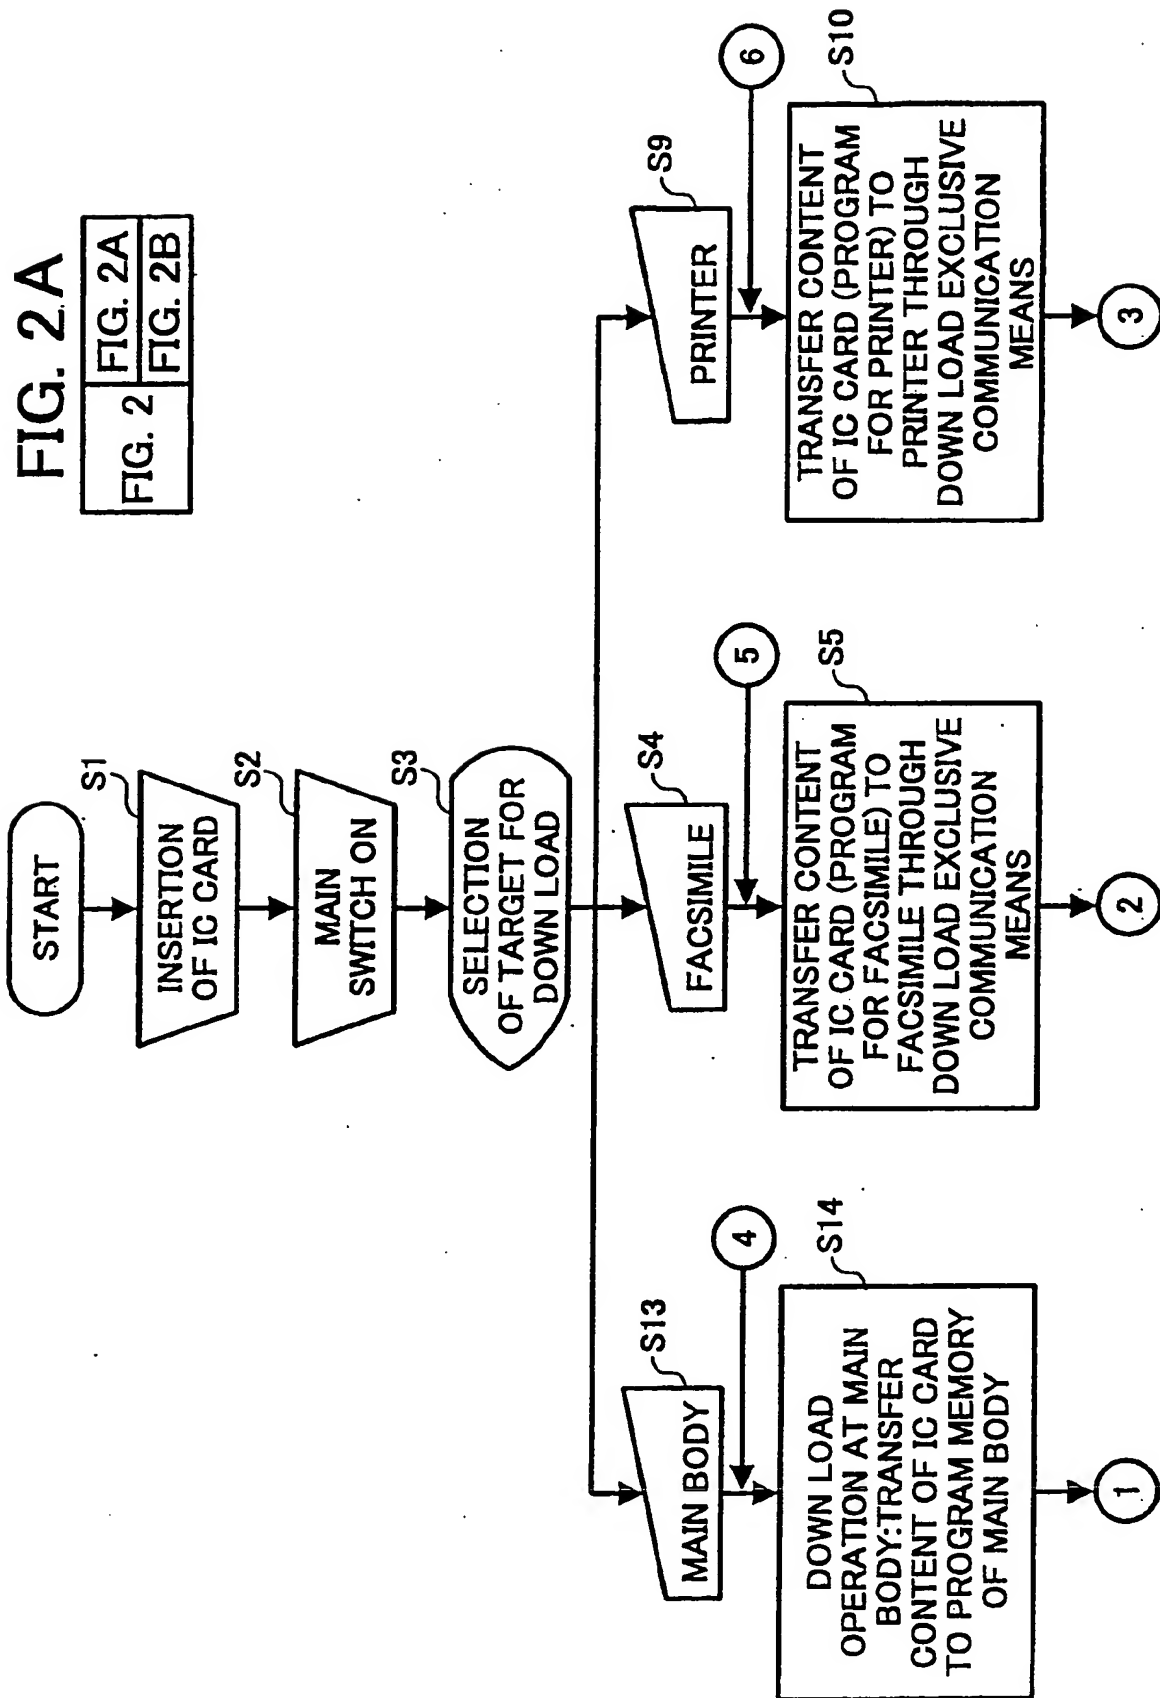 FIG. 2A
FIG. 2
FIG. 2A
FIG. 2B
START
S1
INSERTION
OF IC CARD
S2
MAIN
SWITCH ON
S3
SELECTION
OF TARGET FOR
DOWN LOAD
S13
MAIN BODY
4
S14
DOWN LOAD
OPERATION AT MAIN
BODY:TRANSFER
CONTENT OF IC CARD
TO PROGRAM MEMORY
OF MAIN BODY
1
S4
FACSIMILE
5
S5
TRANSFER CONTENT
OF IC CARD (PROGRAM
FOR FACSIMILE) TO
FACSIMILE THROUGH
DOWN LOAD EXCLUSIVE
COMMUNICATION
MEANS
2
S9
PRINTER
6
S10
TRANSFER CONTENT
OF IC CARD (PROGRAM
FOR PRINTER) TO
PRINTER THROUGH
DOWN LOAD EXCLUSIVE
COMMUNICATION
MEANS
3